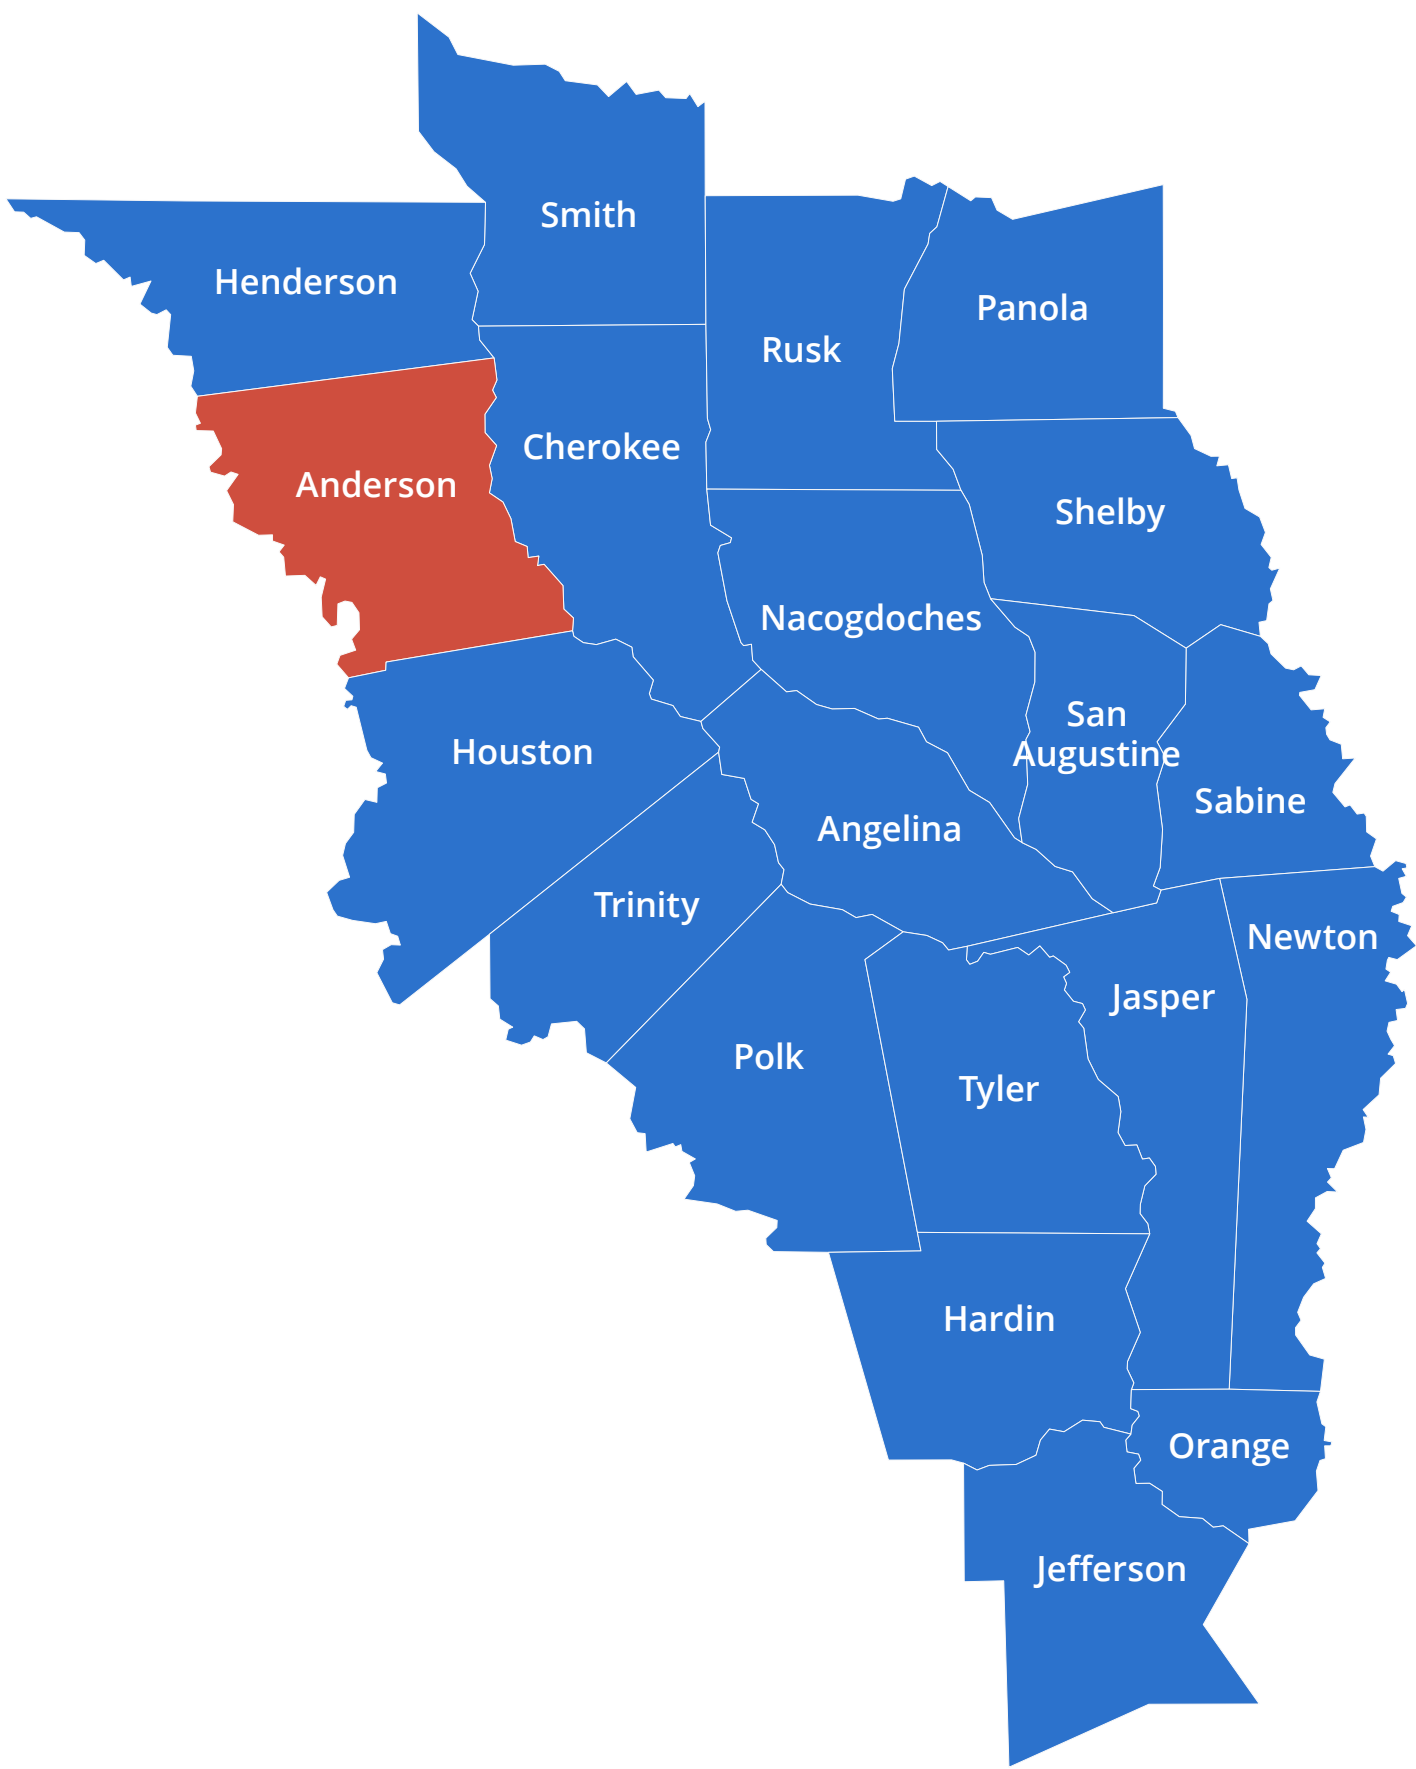 Smith
Henderson
Panola
Rusk
Cherokee
Anderson
Shelby
Nacogdoches
San
Augustine
Houston
Sabine
Angelina
Trinity
Newton
Jasper
Polk
Tyler
Hardin
Orange
Jefferson